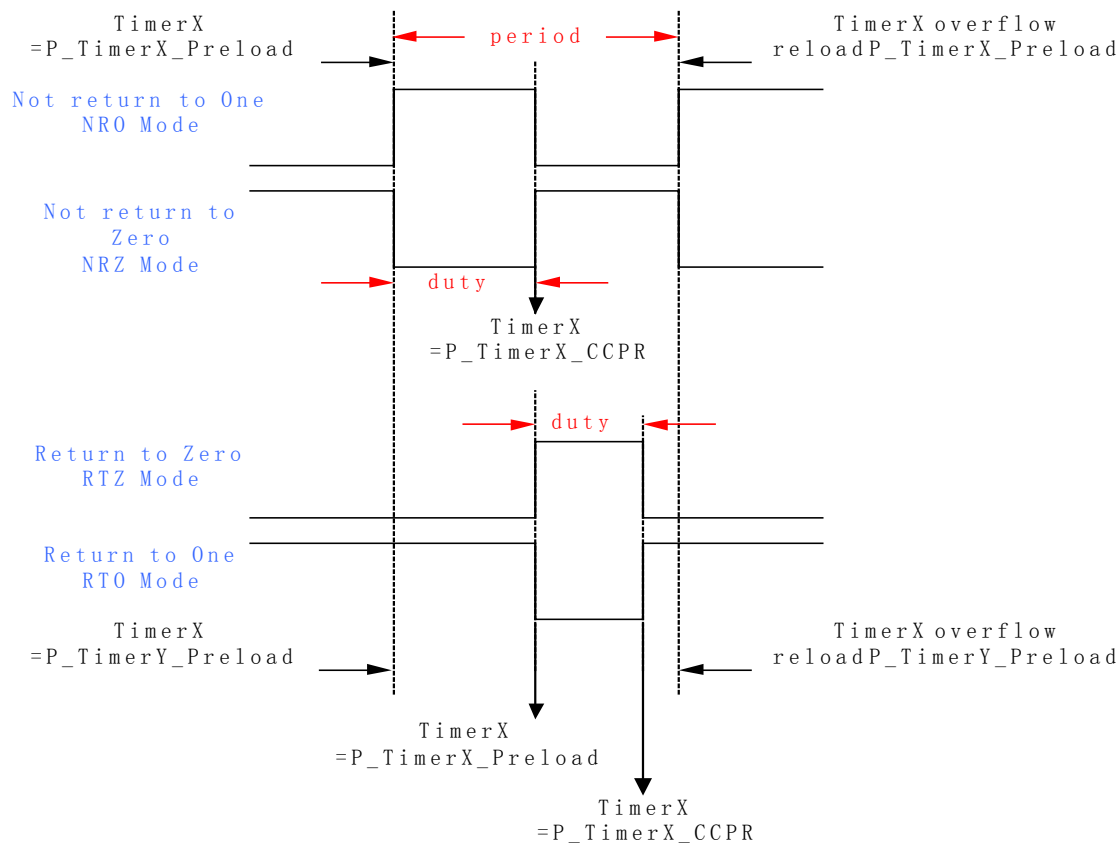 TimerX
=P_TimerX_Preload
period
TimerX overflow
reloadP_TimerX_Preload
Not return to One
NRO Mode
Not return to
Zero
NRZ Mode
duty
TimerX
=P_TimerX_CCPR
duty
Return to Zero
RTZ Mode
Return to One
RTO Mode
TimerX
=P_TimerY_Preload
TimerX overflow
reloadP_TimerY_Preload
TimerX
=P_TimerX_Preload
TimerX
=P_TimerX_CCPR